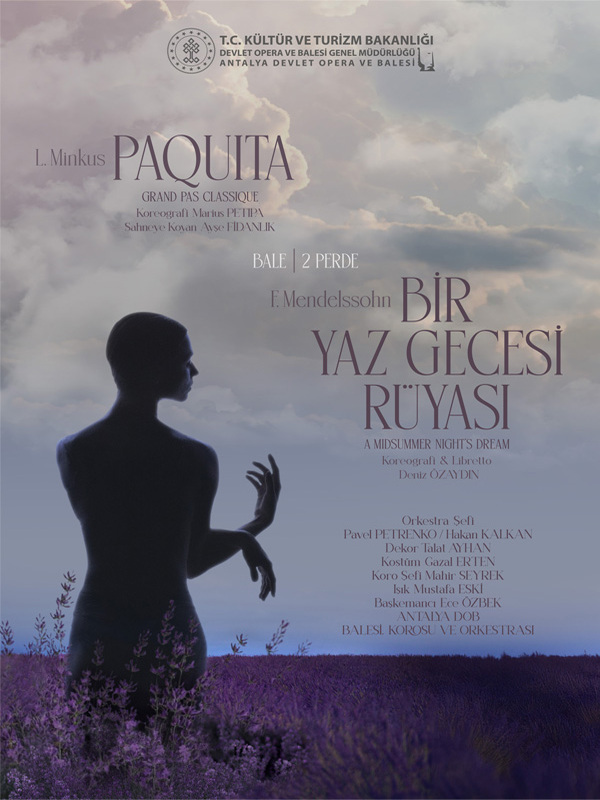 T.C. KÜLTÜR VE TURİZM BAKANLIĞI
DEVLET OPERA VE BALESİ GENEL MÜDÜRLÜĞÜ
ANTALYA DEVLET OPERA VE BALESİ
L. Minkus PAQUITA
GRAND PAS CLASSIQUE
Koreografi Marius PETIPA
Sahneye Koyan Ayşe FİDANLIK
BALE | 2 PERDE
F. Mendelssohn BİR
YAZ GECESİ
RÜYASI
A MIDSUMMER NIGHT'S DREAM
Koreografi & Libretto
Deniz ÖZAYDIN
Orkestra Şefi
Pavel PETRENKO / Hakan KALKAN
Dekor Talat AYHAN
Kostüm Gazal ERTEN
Koro Şefi Mahir SEYREK
Işık Mustafa ESKİ
Başkemancı Ece ÖZBEK
ANTALYA DOB
BALESİ, KOROSU VE ORKESTRASI